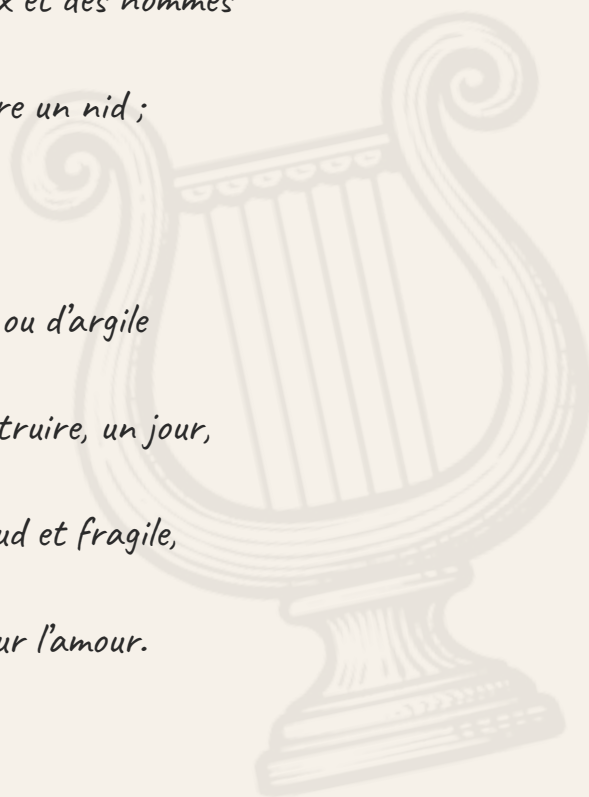 x et des hommes
re un nid ;
ou d’argile
truire, un jour,
ud et fragile,
ur l’amour.